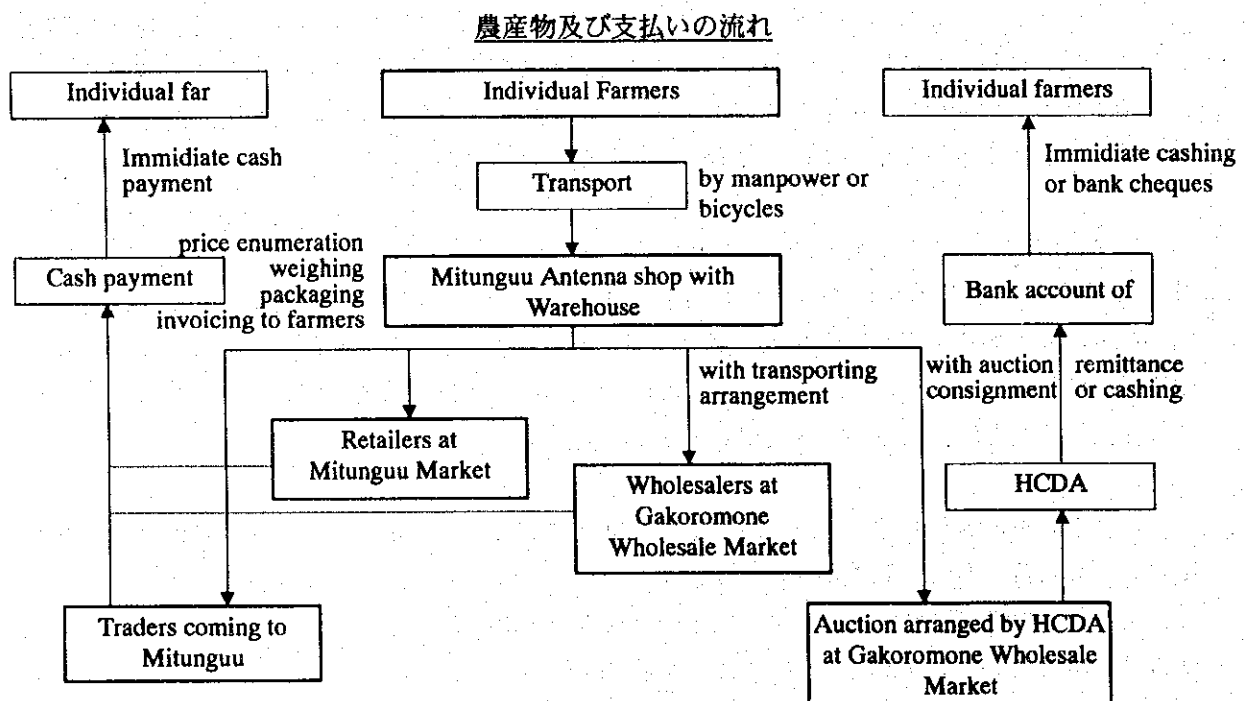 農産物及び支払いの流れ
Individual far
Individual Farmers
Individual farmers
Immidiate cash
payment
Transport
by manpower or
bicycles
Immidiate cashing
or bank cheques
price enumeration
weighing
packaging
invoicing to farmers
Cash payment
Mitunguu Antenna shop with
Warehouse
Bank account of
with transporting
arrangement
with auction
consignment
remittance
or cashing
Retailers at
Mitunguu Market
Wholesalers at
Gakoromone
Wholesale Market
HCDA
Traders coming to
Mitunguu
Auction arranged by HCDA
at Gakoromone Wholesale
Market